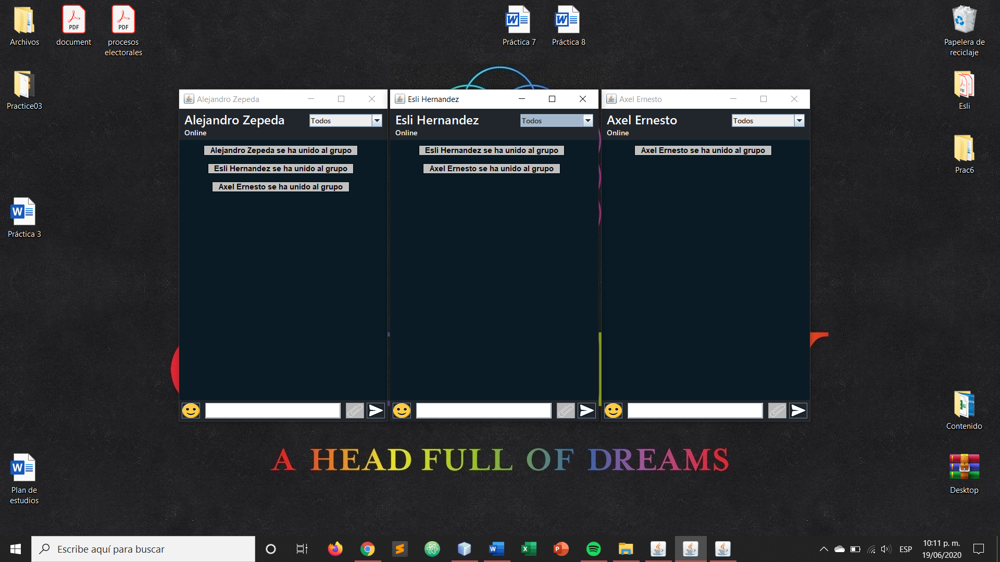 Archivos
document
procesos
electorales
Práctica 7
Práctica 8
Papelera de
reciclaje
Practice03
Esli
Prac6
Práctica 3
Alejandro Zepeda
Alejandro Zepeda
Todos
Online
Alejandro Zepeda se ha unido al grupo
Esli Hernandez se ha unido al grupo
Axel Ernesto se ha unido al grupo
Esli Hernandez
Esli Hernandez
Todos
Online
Esli Hernandez se ha unido al grupo
Axel Ernesto se ha unido al grupo
Axel Ernesto
Axel Ernesto
Todos
Online
Axel Ernesto se ha unido al grupo
A HEAD FULL OF DREAMS
Contenido
Plan de
estudios
Desktop
Escribe aquí para buscar
ESP
10:11 p. m.
19/06/2020